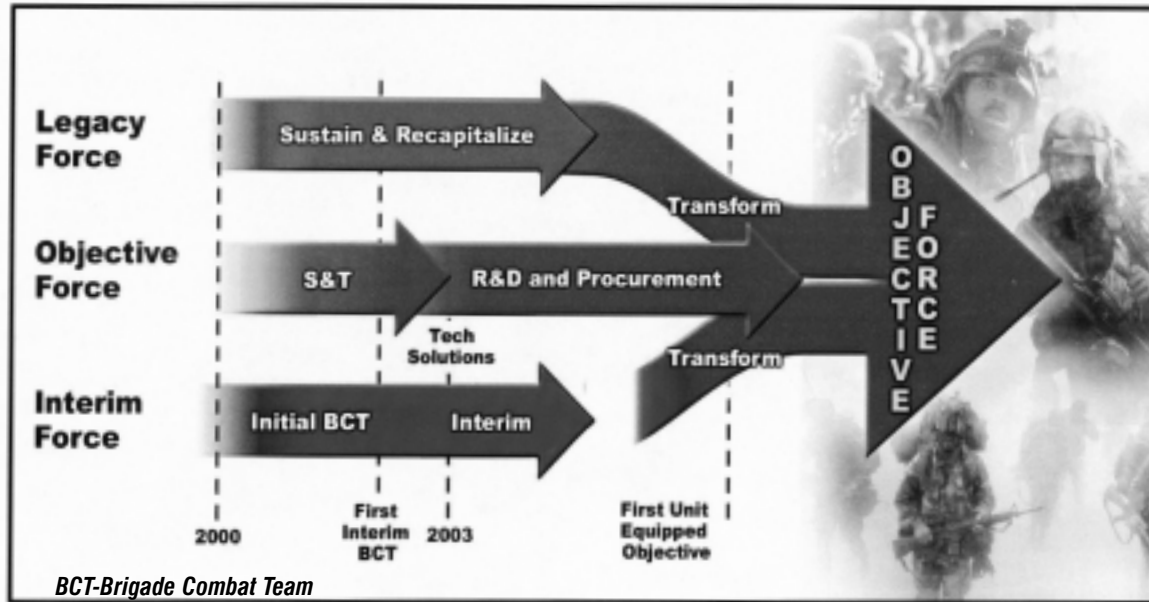 Legacy
Force
Sustain & Recapitalize
Transform
Objective
Force
S&T
R&D and Procurement
Tech
Solutions
Transform
Interim
Force
Initial BCT
Interim
OBJECTIVE
FORCE
2000
First
Interim
BCT
2003
First Unit
Equipped
Objective
BCT-Brigade Combat Team